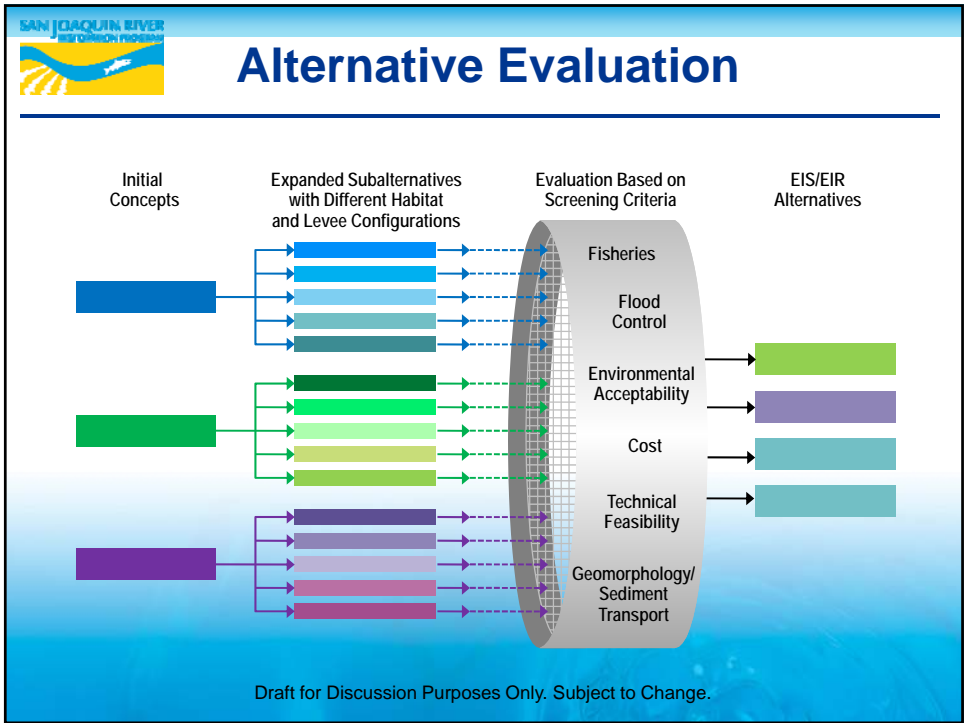 SAN JOAQUIN RIVER
RESTORATION PROGRAM
Alternative Evaluation
Initial
Concepts
Expanded Subalternatives
with Different Habitat
and Levee Configurations
Evaluation Based on
Screening Criteria
EIS/EIR
Alternatives
Fisheries
Flood
Control
Environmental
Acceptability
Cost
Technical
Feasibility
Geomorphology/
Sediment
Transport
Draft for Discussion Purposes Only. Subject to Change.